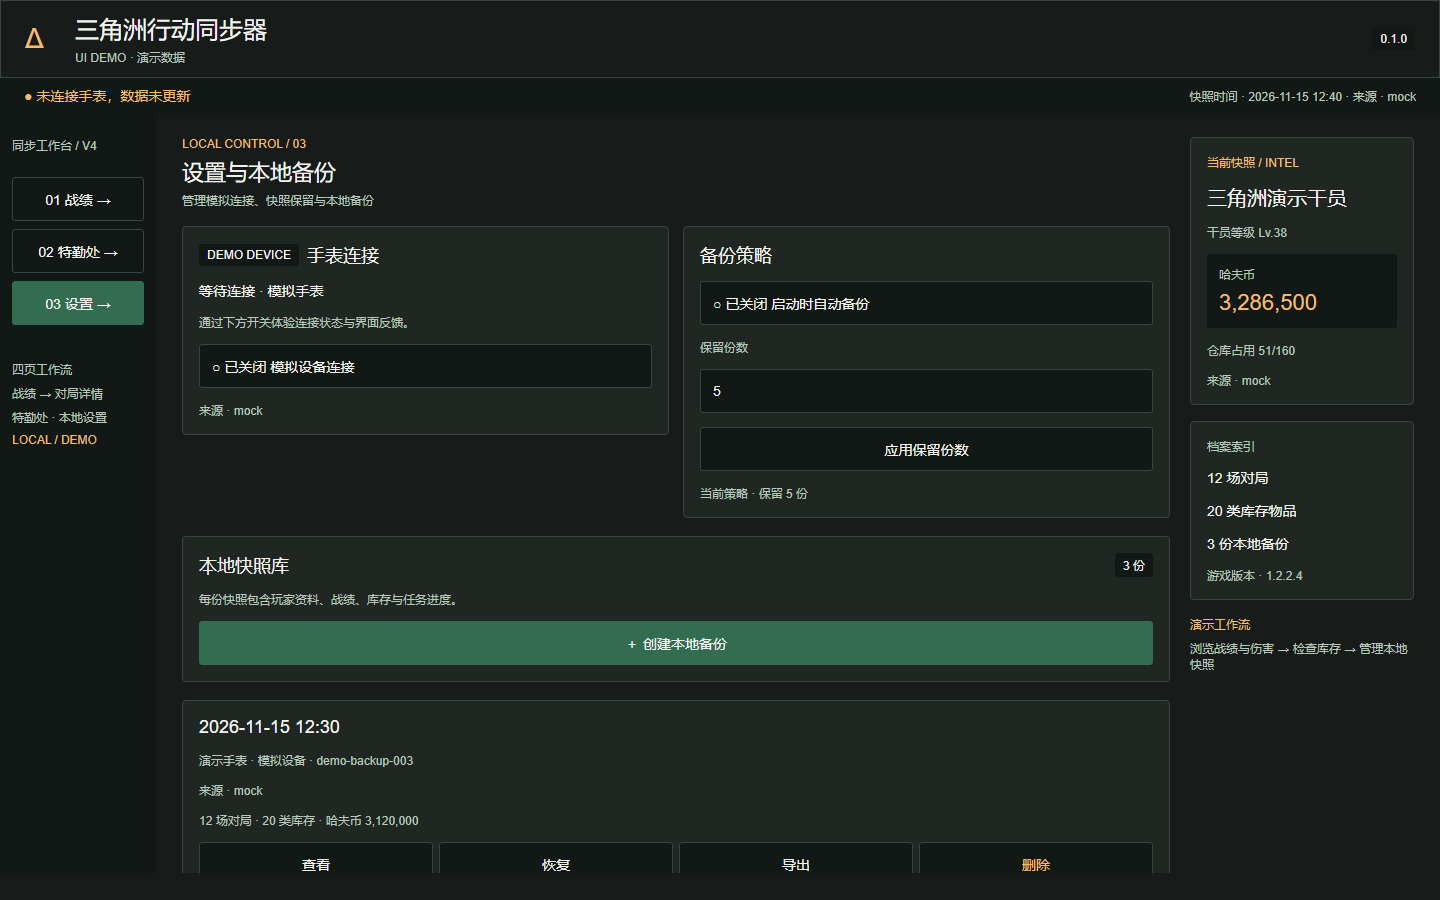 Δ
三角洲行动同步器
UI DEMO · 演示数据
0.1.0
● 未连接手表，数据未更新
快照时间 · 2026-11-15 12:40 · 来源 · mock
同步工作台 / V4
01 战绩 →
02 特勤处 →
03 设置 →
四页工作流
战绩 → 对局详情
特勤处 · 本地设置
LOCAL / DEMO
LOCAL CONTROL / 03
设置与本地备份
管理模拟连接、快照保留与本地备份
DEMO DEVICE 手表连接
等待连接 · 模拟手表
通过下方开关体验连接状态与界面反馈。
○ 已关闭 模拟设备连接
来源 · mock
备份策略
○ 已关闭 启动时自动备份
保留份数
5
应用保留份数
当前策略 · 保留 5 份
本地快照库
3 份
每份快照包含玩家资料、战绩、库存与任务进度。
+ 创建本地备份
2026-11-15 12:30
演示手表 · 模拟设备 · demo-backup-003
来源 · mock
12 场对局 · 20 类库存 · 哈夫币 3,120,000
查看
恢复
导出
删除
当前快照 / INTEL
三角洲演示干员
干员等级 Lv.38
哈夫币
3,286,500
仓库占用 51/160
来源 · mock
档案索引
12 场对局
20 类库存物品
3 份本地备份
游戏版本 · 1.2.2.4
演示工作流
浏览战绩与伤害 → 检查库存 → 管理本地
快照